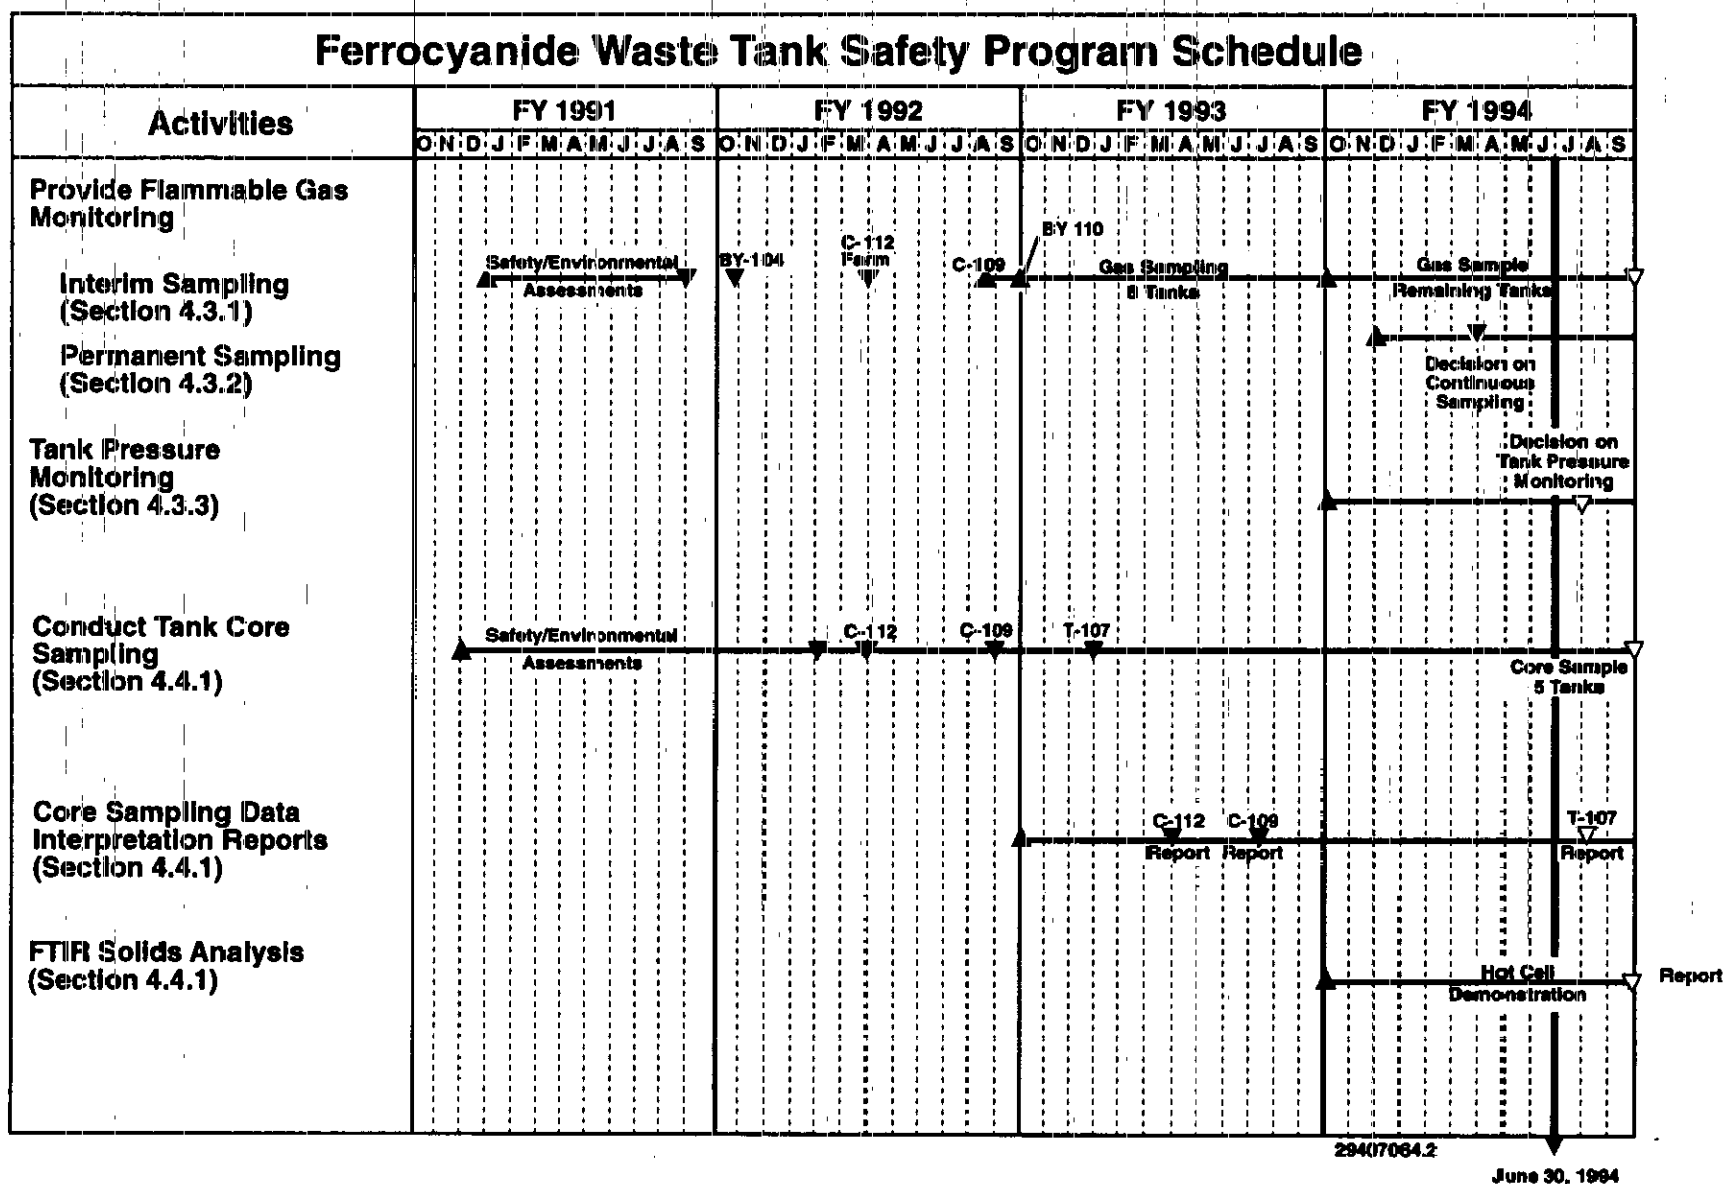 Ferrocyanide Waste Tank Safety Program Schedule
Activities
FY 1991
FY 1992
FY 1993
FY 1994
O N D J F M A M J J A S
O N D J F M A M J J A S
O N D J F M A M J J A S
O N D J F M A M J J A S
Provide Flammable Gas
Monitoring
Interim Sampling
(Section 4.3.1)
Safety/Environmental
Assessments
BY-104
C-112
Farm
C-109
BY 110
Gas Sampling
8 Tanks
Gas Sample
Remaining Tanks
Permanent Sampling
(Section 4.3.2)
Decision on
Continuous
Sampling
Tank Pressure
Monitoring
(Section 4.3.3)
Decision on
Tank Pressure
Monitoring
Conduct Tank Core
Sampling
(Section 4.4.1)
Safety/Environmental
Assessments
C-112
C-109
T-107
Core Sample
5 Tanks
Core Sampling Data
Interpretation Reports
(Section 4.4.1)
C-112
Report
C-109
Report
T-107
Report
FTIR Solids Analysis
(Section 4.4.1)
Hot Cell
Demonstration
Report
29407064.2
June 30, 1994